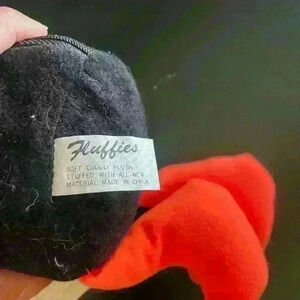 Fluffies
SOFT CUDDLY PLUSH
STUFFED WITH ALL NEW
MATERIAL MADE IN CHINA